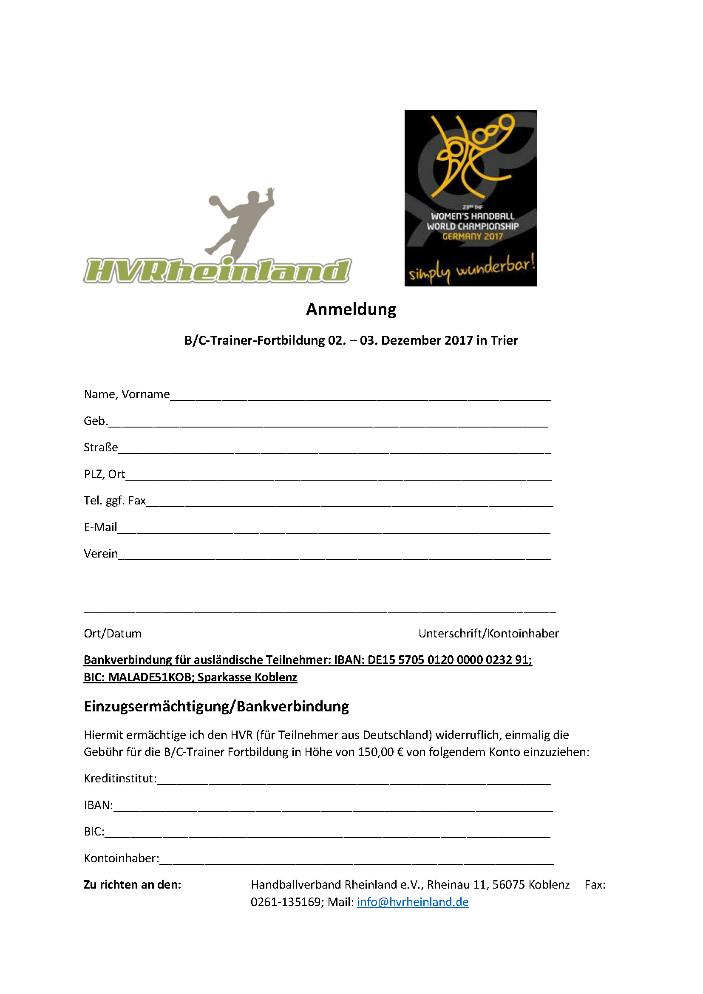 HVRheinland
23RD IHF
WOMEN'S HANDBALL
WORLD CHAMPIONSHIP
GERMANY 2017
simply wunderbar!
Anmeldung
B/C-Trainer-Fortbildung 02. – 03. Dezember 2017 in Trier
Name, Vorname
Geb.
Straße
PLZ, Ort
Tel. ggf. Fax
E-Mail
Verein
Ort/Datum Unterschrift/Kontoinhaber
Bankverbindung für ausländische Teilnehmer: IBAN: DE15 5705 0120 0000 0232 91;
BIC: MALADE51KOB; Sparkasse Koblenz
Einzugsermächtigung/Bankverbindung
Hiermit ermächtige ich den HVR (für Teilnehmer aus Deutschland) widerruflich, einmalig die
Gebühr für die B/C-Trainer Fortbildung in Höhe von 150,00 € von folgendem Konto einzuziehen:
Kreditinstitut:
IBAN:
BIC:
Kontoinhaber:
Zu richten an den: Handballverband Rheinland e.V., Rheinau 11, 56075 Koblenz Fax:
0261-135169; Mail: info@hvrheinland.de